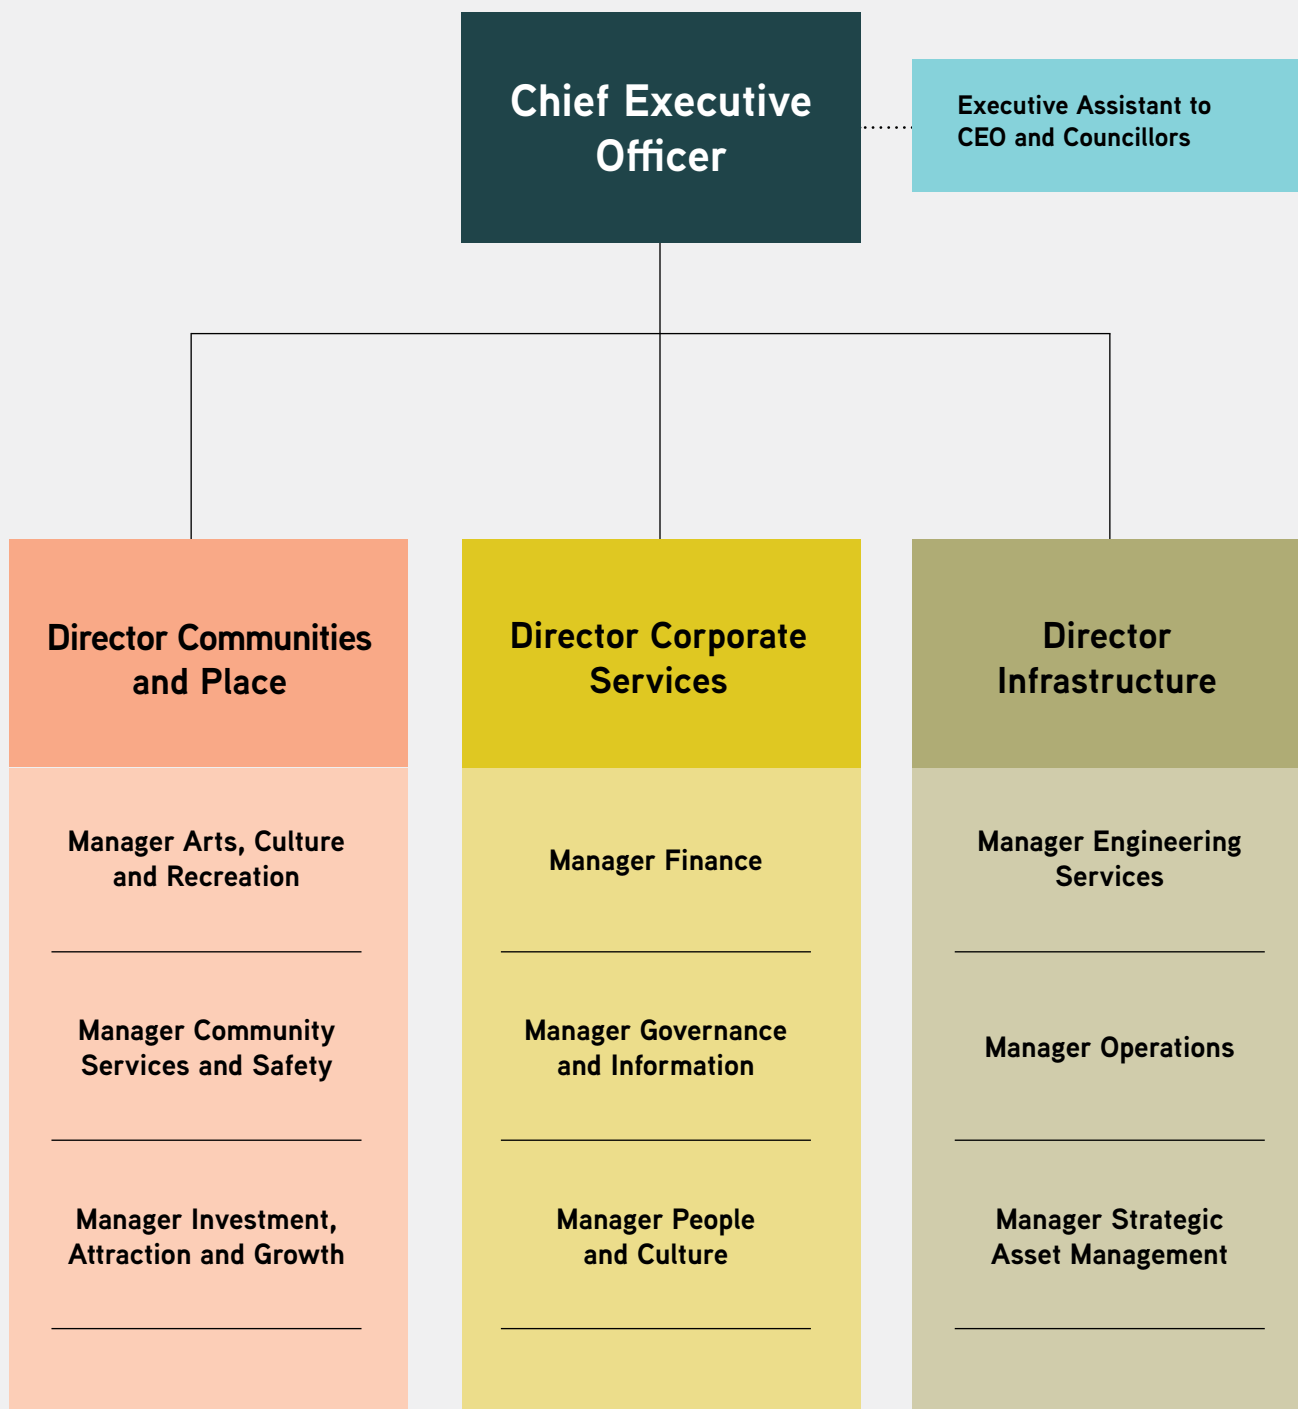 Chief Executive
Officer
Executive Assistant to
CEO and Councillors
Director Communities
and Place
Manager Arts, Culture
and Recreation
Manager Community
Services and Safety
Manager Investment,
Attraction and Growth
Director Corporate
Services
Manager Finance
Manager Governance
and Information
Manager People
and Culture
Director
Infrastructure
Manager Engineering
Services
Manager Operations
Manager Strategic
Asset Management